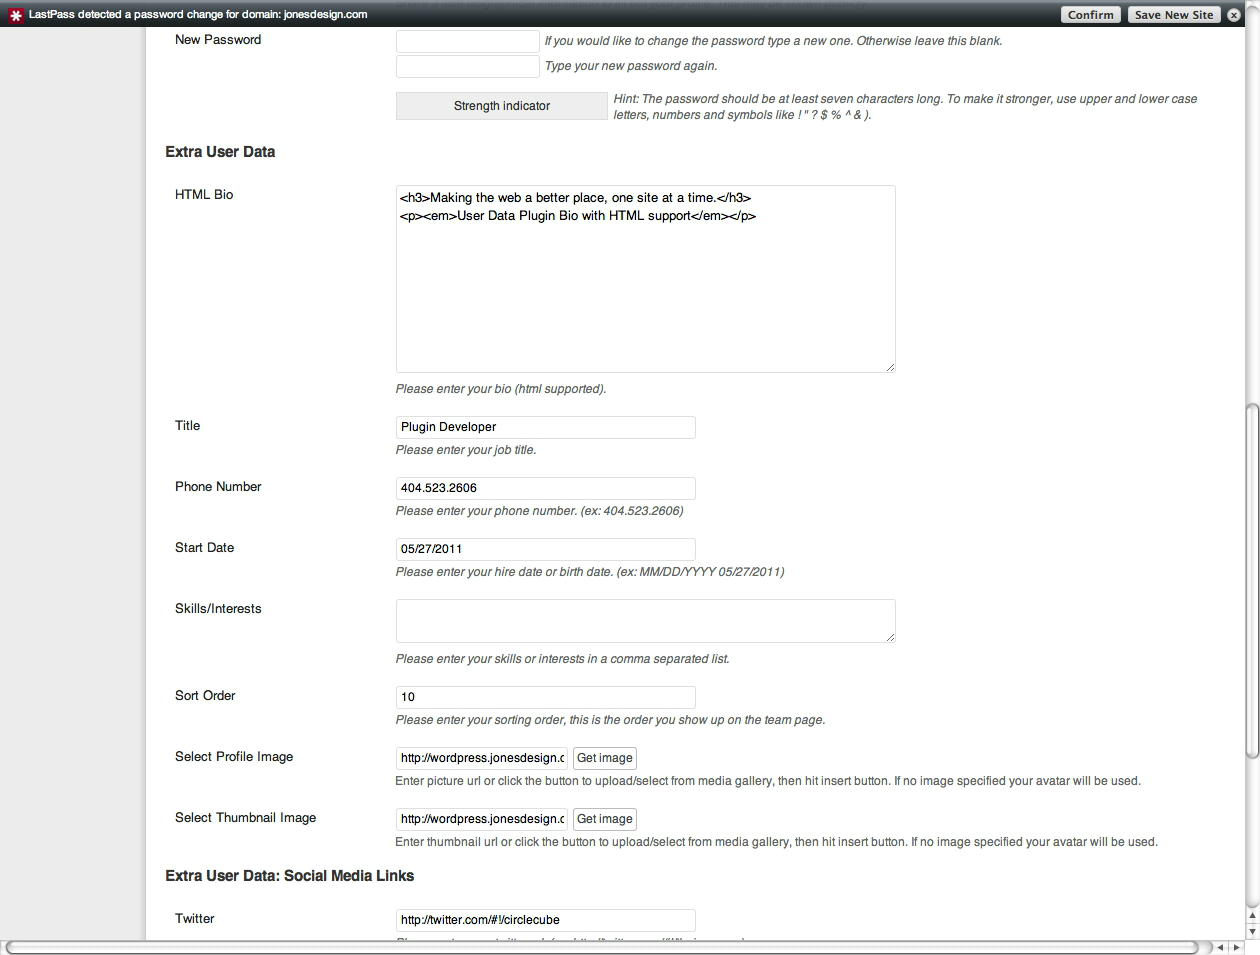 LastPass detected a password change for domain: jonesdesign.com
Confirm
Save New Site
New Password
If you would like to change the password type a new one. Otherwise leave this blank.
Type your new password again.
Strength indicator
Hint: The password should be at least seven characters long. To make it stronger, use upper and lower case
letters, numbers and symbols like ! " ? $ % ^ & ).
Extra User Data
HTML Bio
<h3>Making the web a better place, one site at a time.</h3>
<p><em>User Data Plugin Bio with HTML support</em></p>
Please enter your bio (html supported).
Title
Plugin Developer
Please enter your job title.
Phone Number
404.523.2606
Please enter your phone number. (ex: 404.523.2606)
Start Date
05/27/2011
Please enter your hire date or birth date. (ex: MM/DD/YYYY 05/27/2011)
Skills/Interests
Please enter your skills or interests in a comma separated list.
Sort Order
10
Please enter your sorting order, this is the order you show up on the team page.
Select Profile Image
http://wordpress.jonesdesign.c
Get image
Enter picture url or click the button to upload/select from media gallery, then hit insert button. If no image specified your avatar will be used.
Select Thumbnail Image
http://wordpress.jonesdesign.c
Get image
Enter thumbnail url or click the button to upload/select from media gallery, then hit insert button. If no image specified your avatar will be used.
Extra User Data: Social Media Links
Twitter
http://twitter.com/#!/circlecube